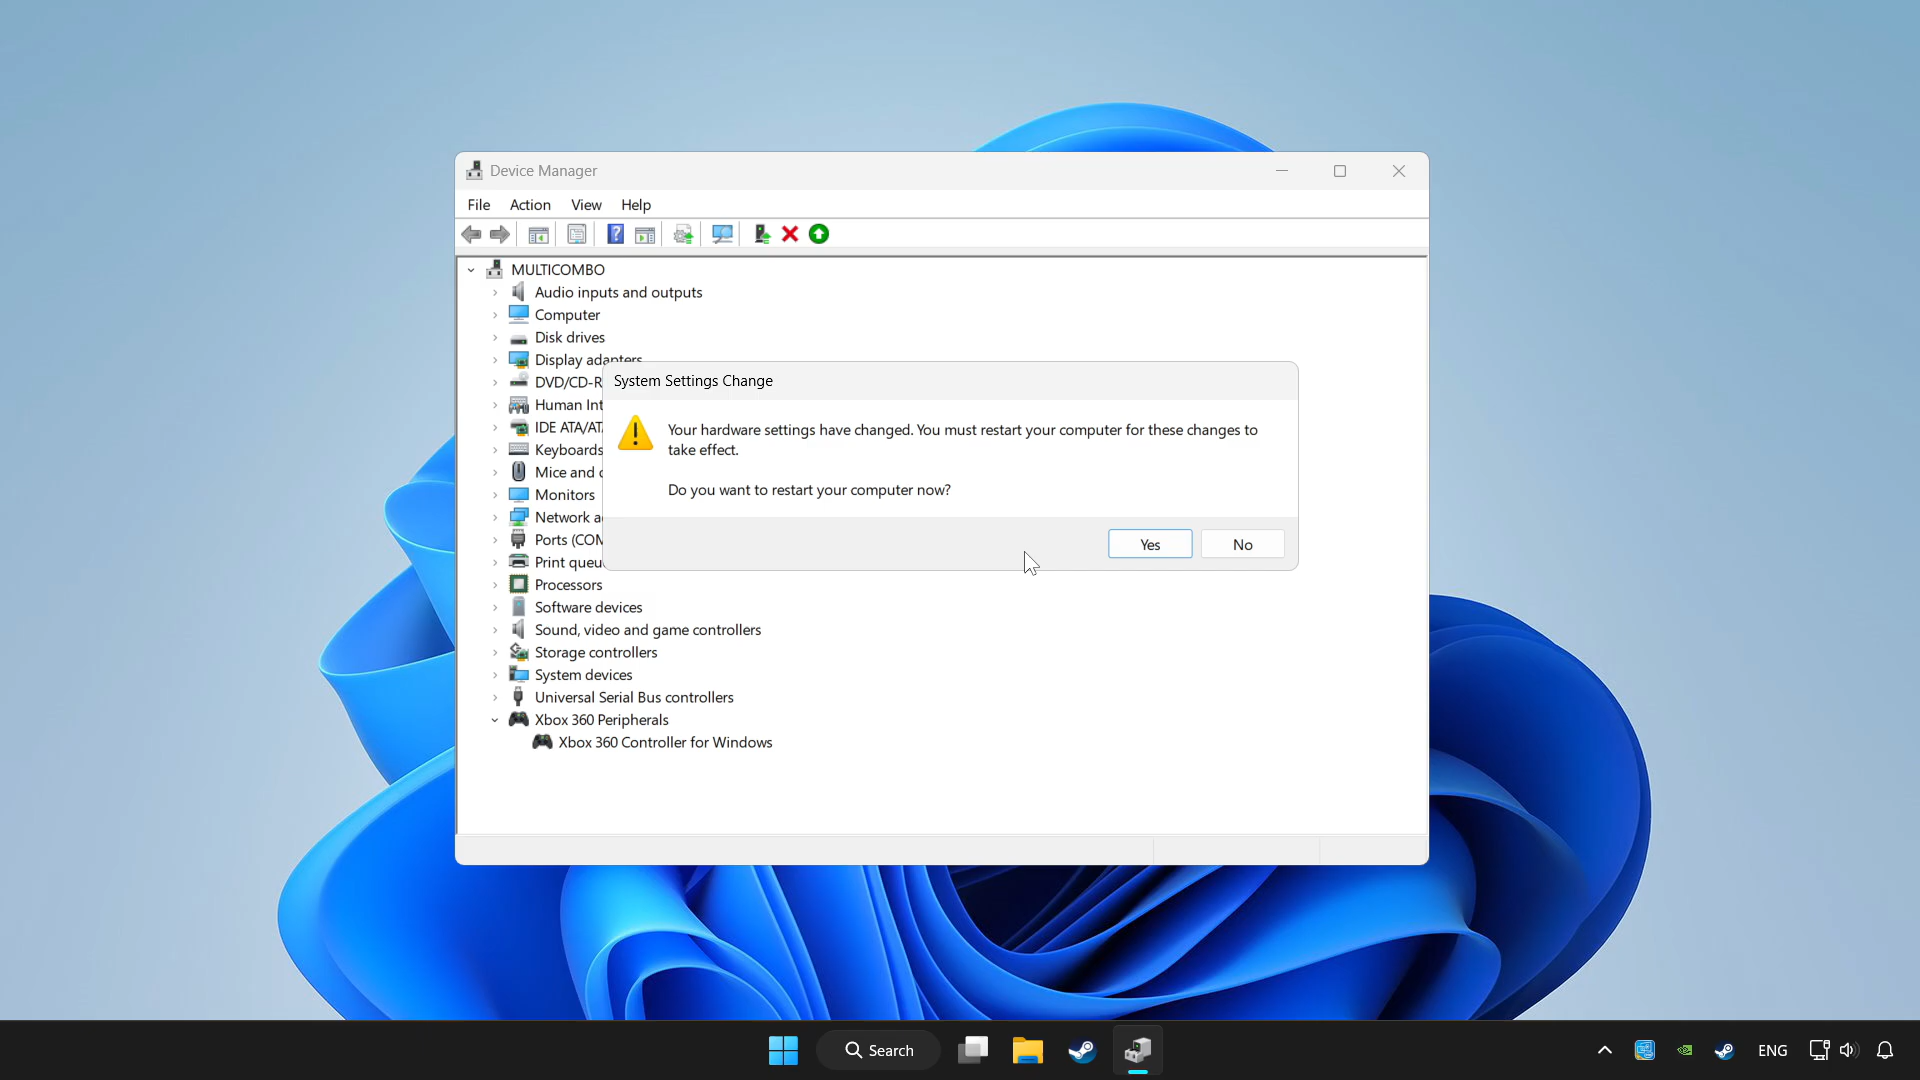 Device Manager
File Action View Help
MULTICOMBO
Audio inputs and outputs
Computer
Disk drives
Display adapters
DVD/CD-R
System Settings Change
Human Int
IDE ATA/ATA
Your hardware settings have changed. You must restart your computer for these changes to
take effect.
Keyboards
Mice and
Do you want to restart your computer now?
Monitors
Network a
Ports (COM
Yes No
Print queu
Processors
Software devices
Sound, video and game controllers
Storage controllers
System devices
Universal Serial Bus controllers
Xbox 360 Peripherals
Xbox 360 Controller for Windows
Search
ENG